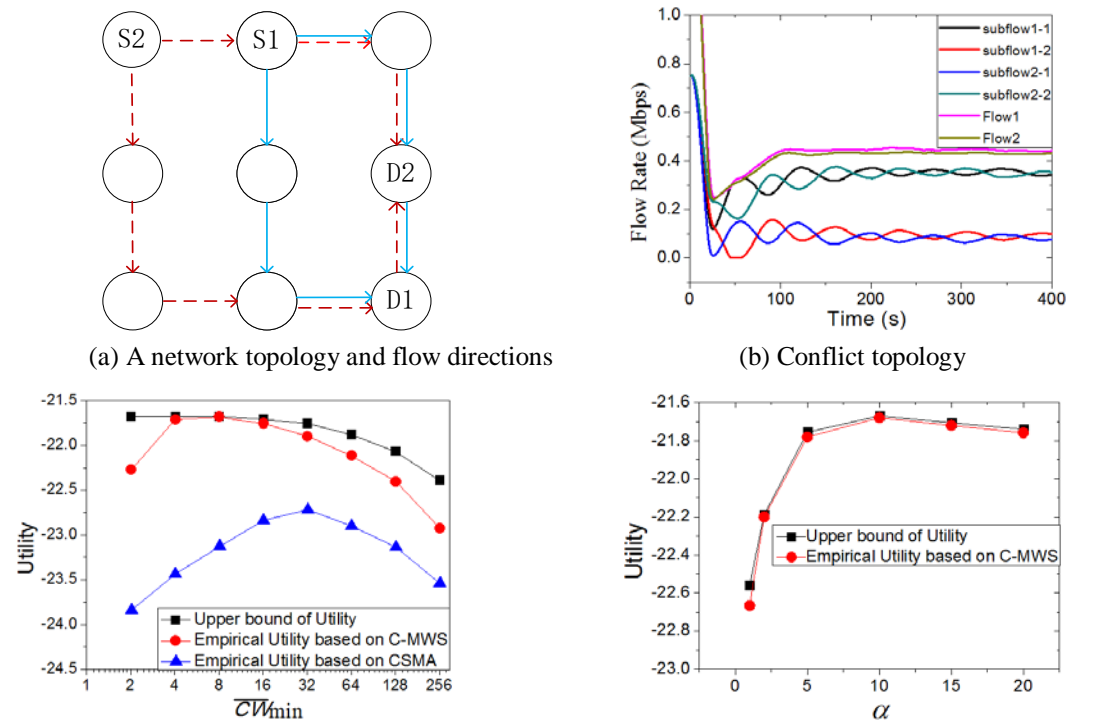 S2
S1
D2
D1
(a) A network topology and flow directions
Flow Rate (Mbps)
1.0
0.8
0.6
0.4
0.2
0.0
0
100
200
300
400
Time (s)
subflow1-1
subflow1-2
subflow2-1
subflow2-2
Flow1
Flow2
(b) Conflict topology
Utility
-21.5
-22.0
-22.5
-23.0
-23.5
-24.0
-24.5
1
2
4
8
16
32
64
128
256
Upper bound of Utility
Empirical Utility based on C-MWS
Empirical Utility based on CSMA
C̅W̅min
Utility
-21.6
-21.8
-22.0
-22.2
-22.4
-22.6
-22.8
-23.0
0
5
10
15
20
Upper bound of Utility
Empirical Utility based on C-MWS
α